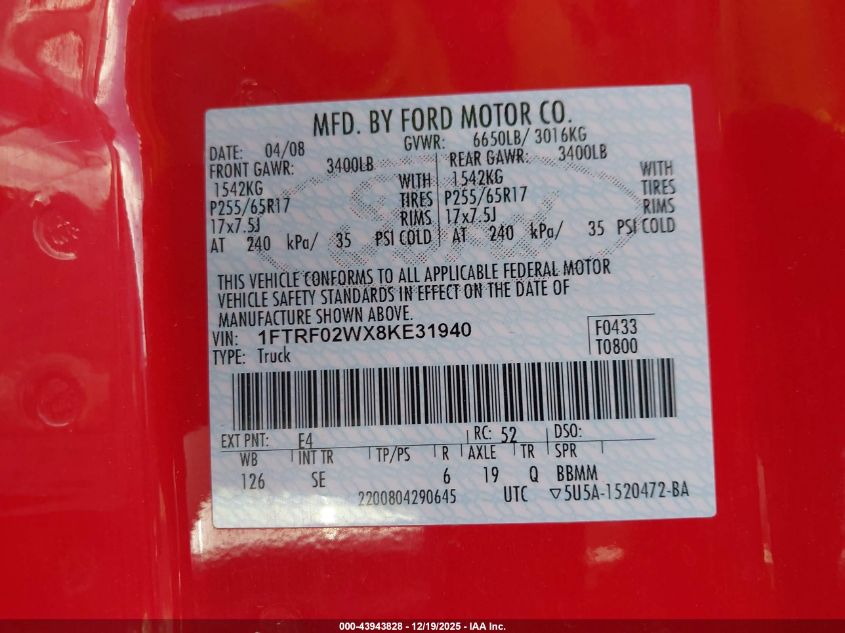 MFD. BY FORD MOTOR CO.
DATE: 04/08 GVWR: 6650LB/ 3016KG
FRONT GAWR: 3400LB REAR GAWR: 3400LB
1542KG WITH 1542KG WITH
P255/65R17 TIRES P255/65R17 TIRES
17x7.5J RIMS 17x7.5J RIMS
AT 240 kPa/ 35 PSI COLD AT 240 kPa/ 35 PSI COLD
THIS VEHICLE CONFORMS TO ALL APPLICABLE FEDERAL MOTOR
VEHICLE SAFETY STANDARDS IN EFFECT ON THE DATE OF
MANUFACTURE SHOWN ABOVE.
VIN: 1FTRF02WX8KE31940 F0433
TYPE: Truck T0800
EXT PNT: E4 RC: 52 DSO:
WB INT TR TP/PS R AXLE TR SPR
126 SE 6 19 Q BBMM
2200804290645 UTC ▽5U5A-1520472-BA
000-43943828 - 12/19/2025 - IAA Inc.